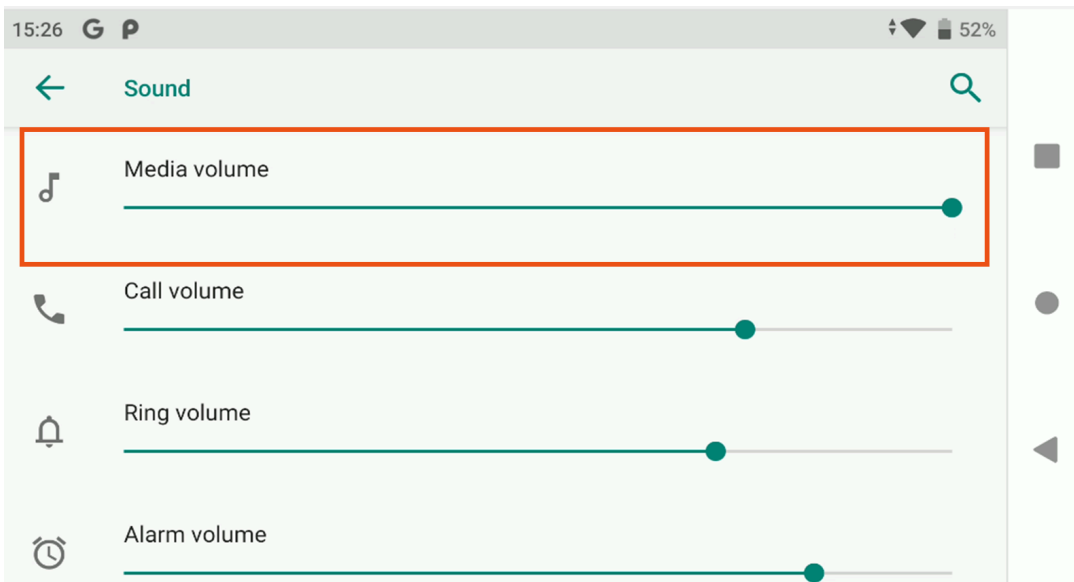 15:26 G P 52%
Sound
Media volume
Call volume
Ring volume
Alarm volume